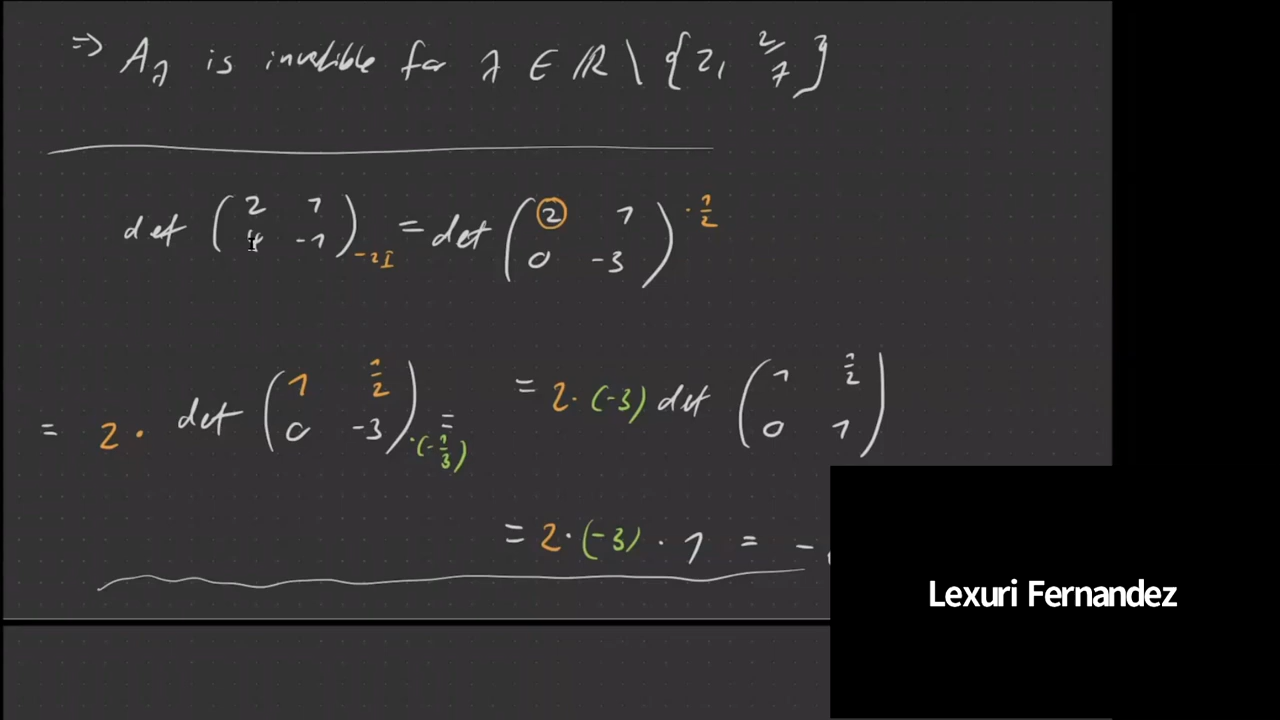 => A_λ is invertible for λ ∈ ℝ \ {2, 2/7}
det ( 2 1 ; 4 -1 ) -2I = det ( 2 1 ; 0 -3 ) · 1/2
= 2 · det ( 1 1/2 ; 0 -3 ) ·(-1/3) = = 2 · (-3) det ( 1 1/2 ; 0 1 )
= 2 · (-3) · 1 = -
Lexuri Fernandez